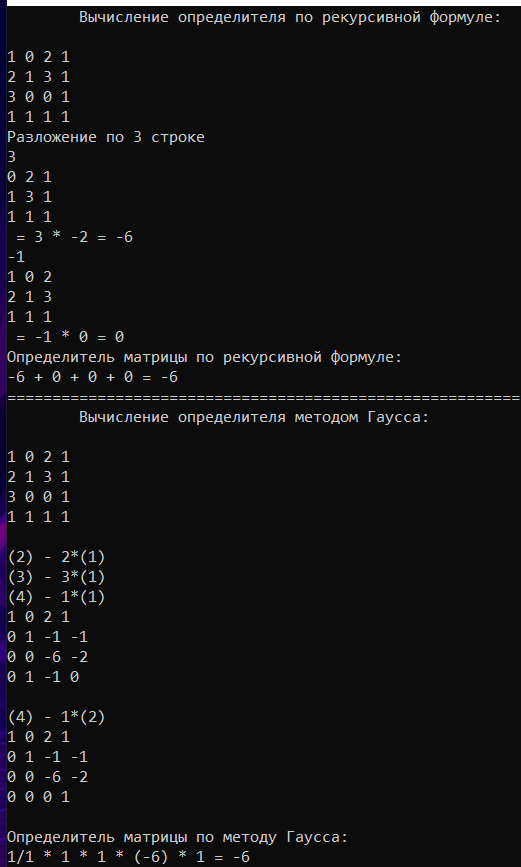 Вычисление определителя по рекурсивной формуле:
1 0 2 1
2 1 3 1
3 0 0 1
1 1 1 1
Разложение по 3 строке
3
0 2 1
1 3 1
1 1 1
= 3 * -2 = -6
-1
1 0 2
2 1 3
1 1 1
= -1 * 0 = 0
Определитель матрицы по рекурсивной формуле:
-6 + 0 + 0 + 0 = -6
=========================================================
Вычисление определителя методом Гаусса:
1 0 2 1
2 1 3 1
3 0 0 1
1 1 1 1
(2) - 2*(1)
(3) - 3*(1)
(4) - 1*(1)
1 0 2 1
0 1 -1 -1
0 0 -6 -2
0 1 -1 0
(4) - 1*(2)
1 0 2 1
0 1 -1 -1
0 0 -6 -2
0 0 0 1
Определитель матрицы по методу Гаусса:
1/1 * 1 * 1 * (-6) * 1 = -6